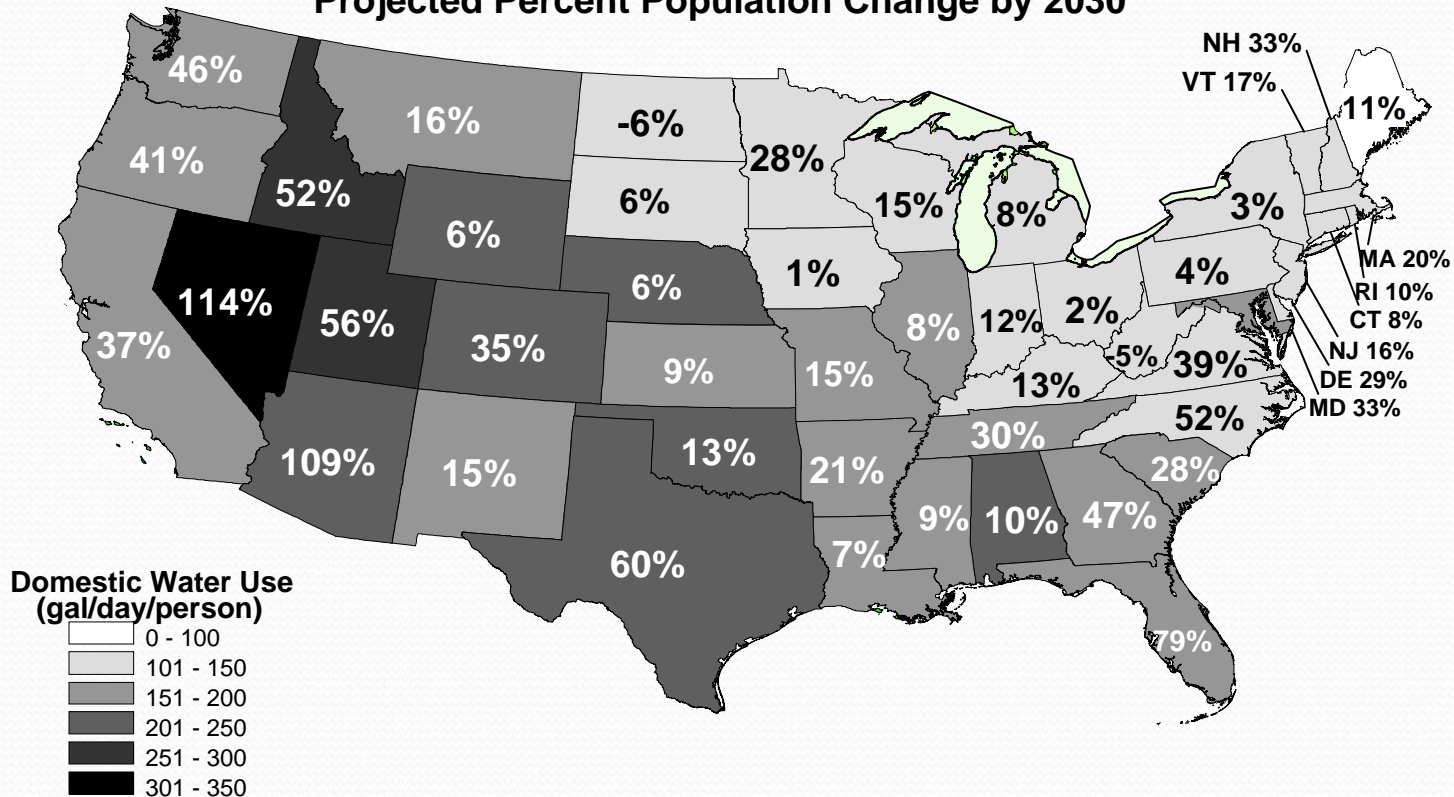 Projected Percent Population Change by 2030
NH 33%
VT 17%
46%
16%
-6%
28%
11%
41%
52%
6%
6%
15%
8%
3%
MA 20%
RI 10%
CT 8%
NJ 16%
DE 29%
MD 33%
114%
56%
35%
6%
1%
12%
2%
4%
37%
9%
15%
8%
13%
-5%
39%
109%
15%
13%
21%
30%
52%
28%
60%
7%
9%
10%
47%
79%
Domestic Water Use
(gal/day/person)
0 - 100
101 - 150
151 - 200
201 - 250
251 - 300
301 - 350